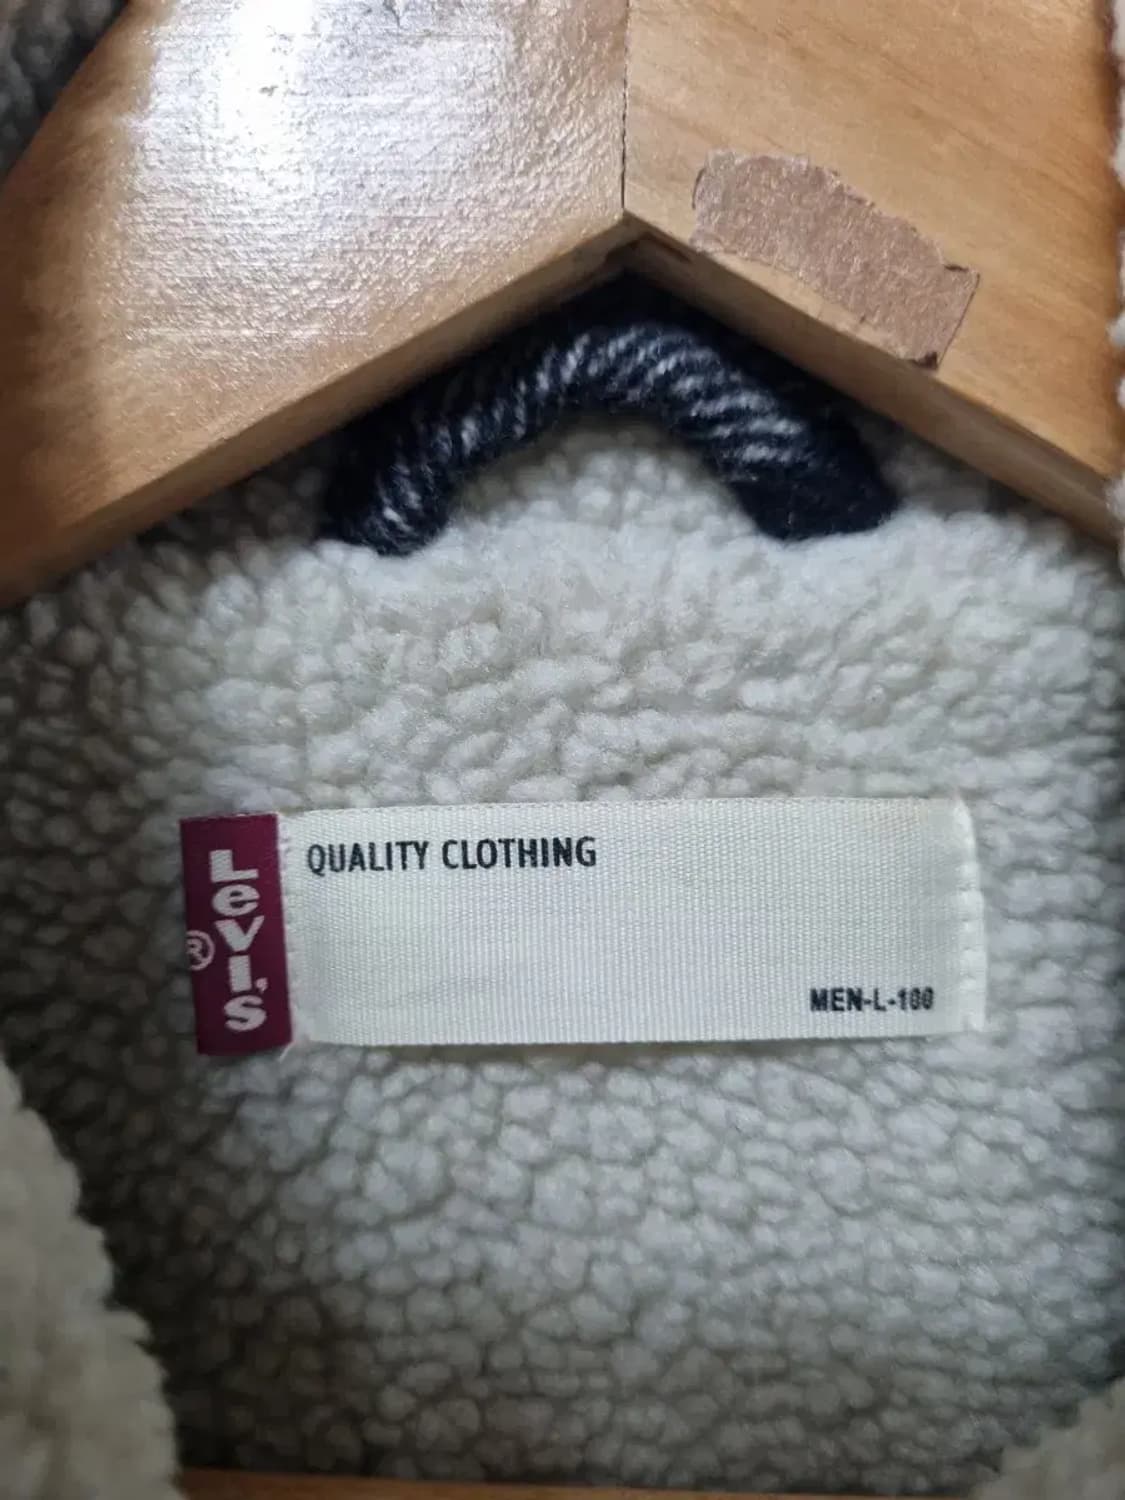 Levi's
®
QUALITY CLOTHING
MEN-L-100